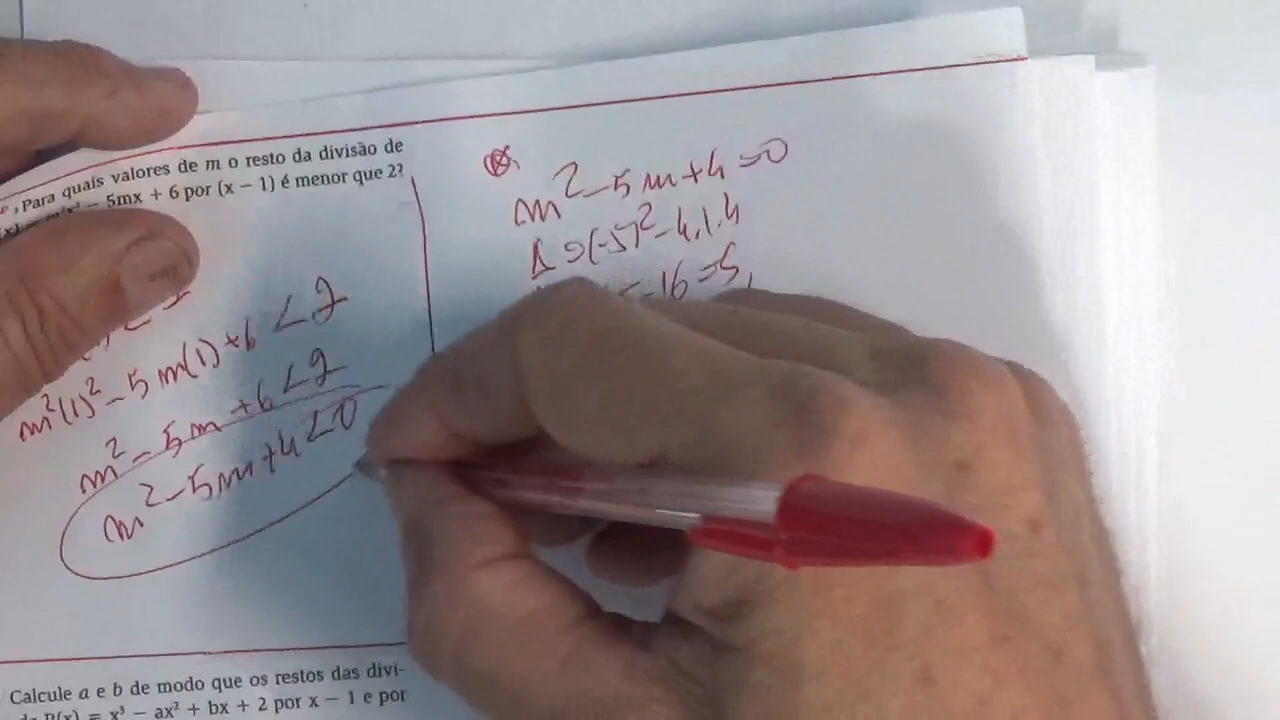 Para quais valores de m o resto da divisão de
− 5mx + 6 por (x − 1) é menor que 2?
m²(1)² - 5m(1) + 6 < 2
m² - 5m + 6 < 2
m² - 5m + 4 < 0
m² - 5m + 4 = 0
Δ = (-5)² - 4.1.4
-16 =
Calcule a e b de modo que os restos das divi-
P(x) = x³ − ax² + bx + 2 por x − 1 e por